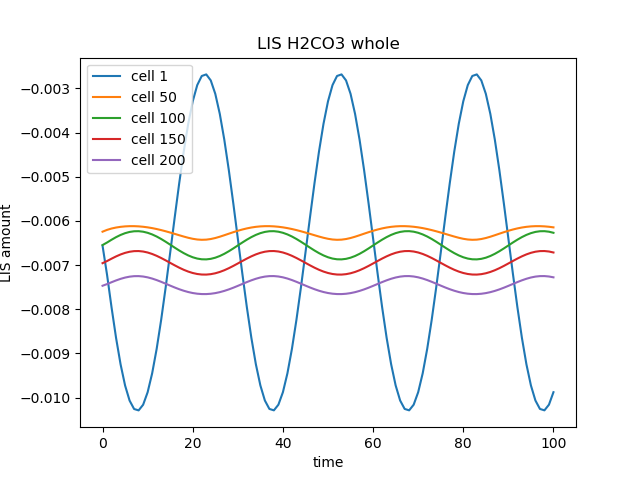 LIS H2CO3 whole
cell 1
cell 50
cell 100
cell 150
cell 200
−0.003
−0.004
−0.005
−0.006
−0.007
−0.008
−0.009
−0.010
LIS amount
0 20 40 60 80 100
time